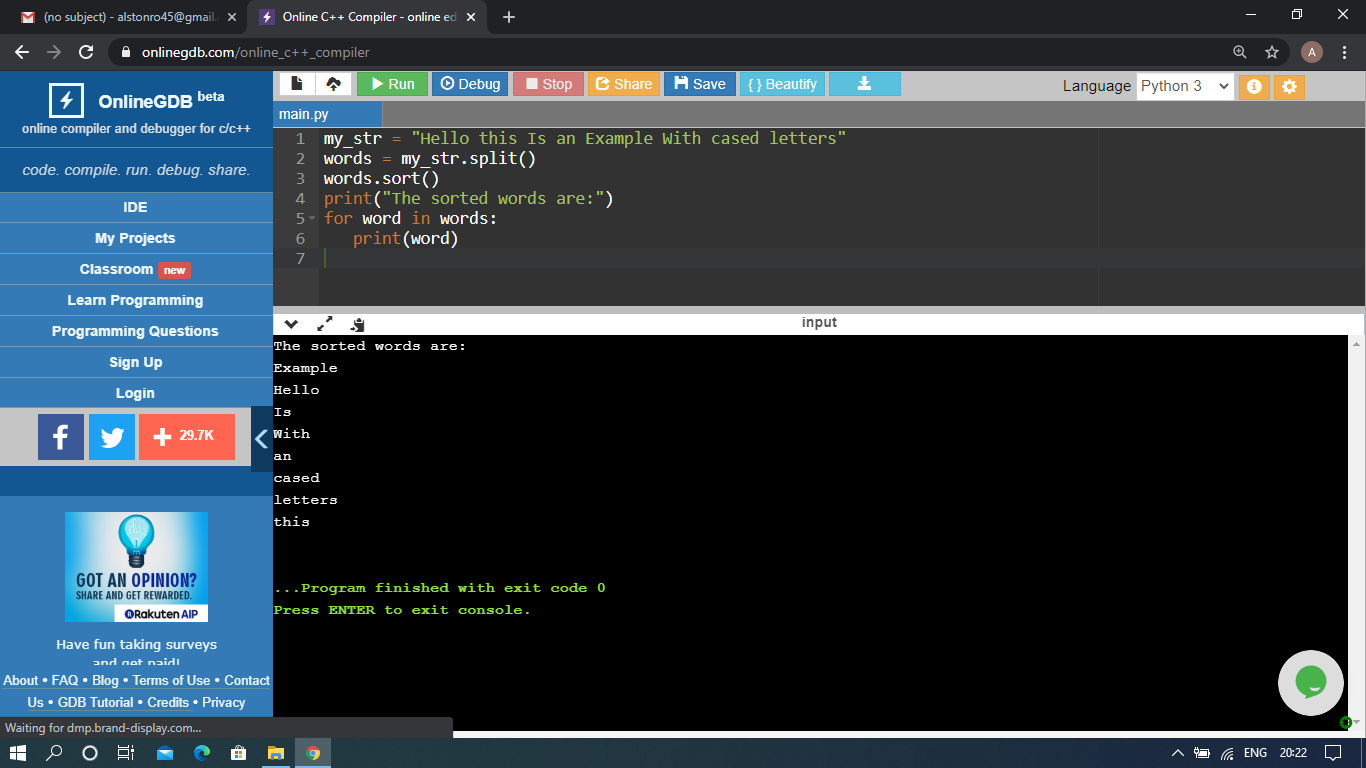 (no subject) - alstonro45@gmail.
Online C++ Compiler - online ed
onlinegdb.com/online_c++_compiler
A
OnlineGDB beta
online compiler and debugger for c/c++
code. compile. run. debug. share.
IDE
My Projects
Classroom new
Learn Programming
Programming Questions
Sign Up
Login
29.7K
GOT AN OPINION?
SHARE AND GET REWARDED.
Rakuten AIP
Have fun taking surveys
and get paid!
About • FAQ • Blog • Terms of Use • Contact
Us • GDB Tutorial • Credits • Privacy
Run Debug Stop Share Save { } Beautify
Language Python 3
main.py
1 my_str = "Hello this Is an Example With cased letters"
2 words = my_str.split()
3 words.sort()
4 print("The sorted words are:")
5 for word in words:
6 print(word)
7
input
The sorted words are:
Example
Hello
Is
With
an
cased
letters
this
...Program finished with exit code 0
Press ENTER to exit console.
Waiting for dmp.brand-display.com...
ENG 20:22